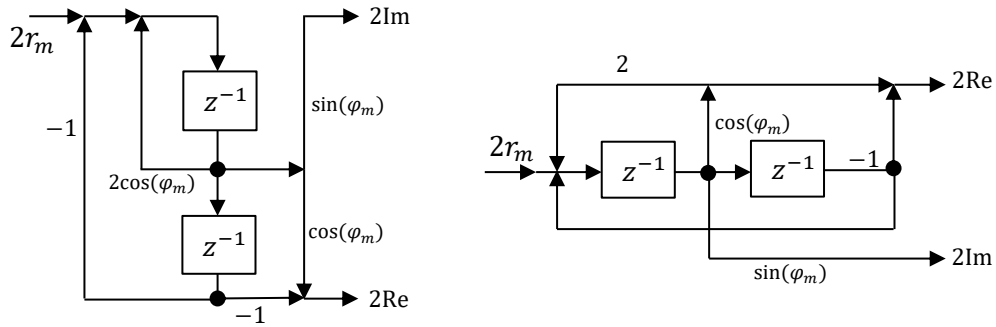 2r_m
2Im
z^{-1}
sin(φ_m)
−1
2cos(φ_m)
z^{-1}
cos(φ_m)
−1
2Re
2
2Re
cos(φ_m)
2r_m
z^{-1}
z^{-1}
−1
sin(φ_m)
2Im